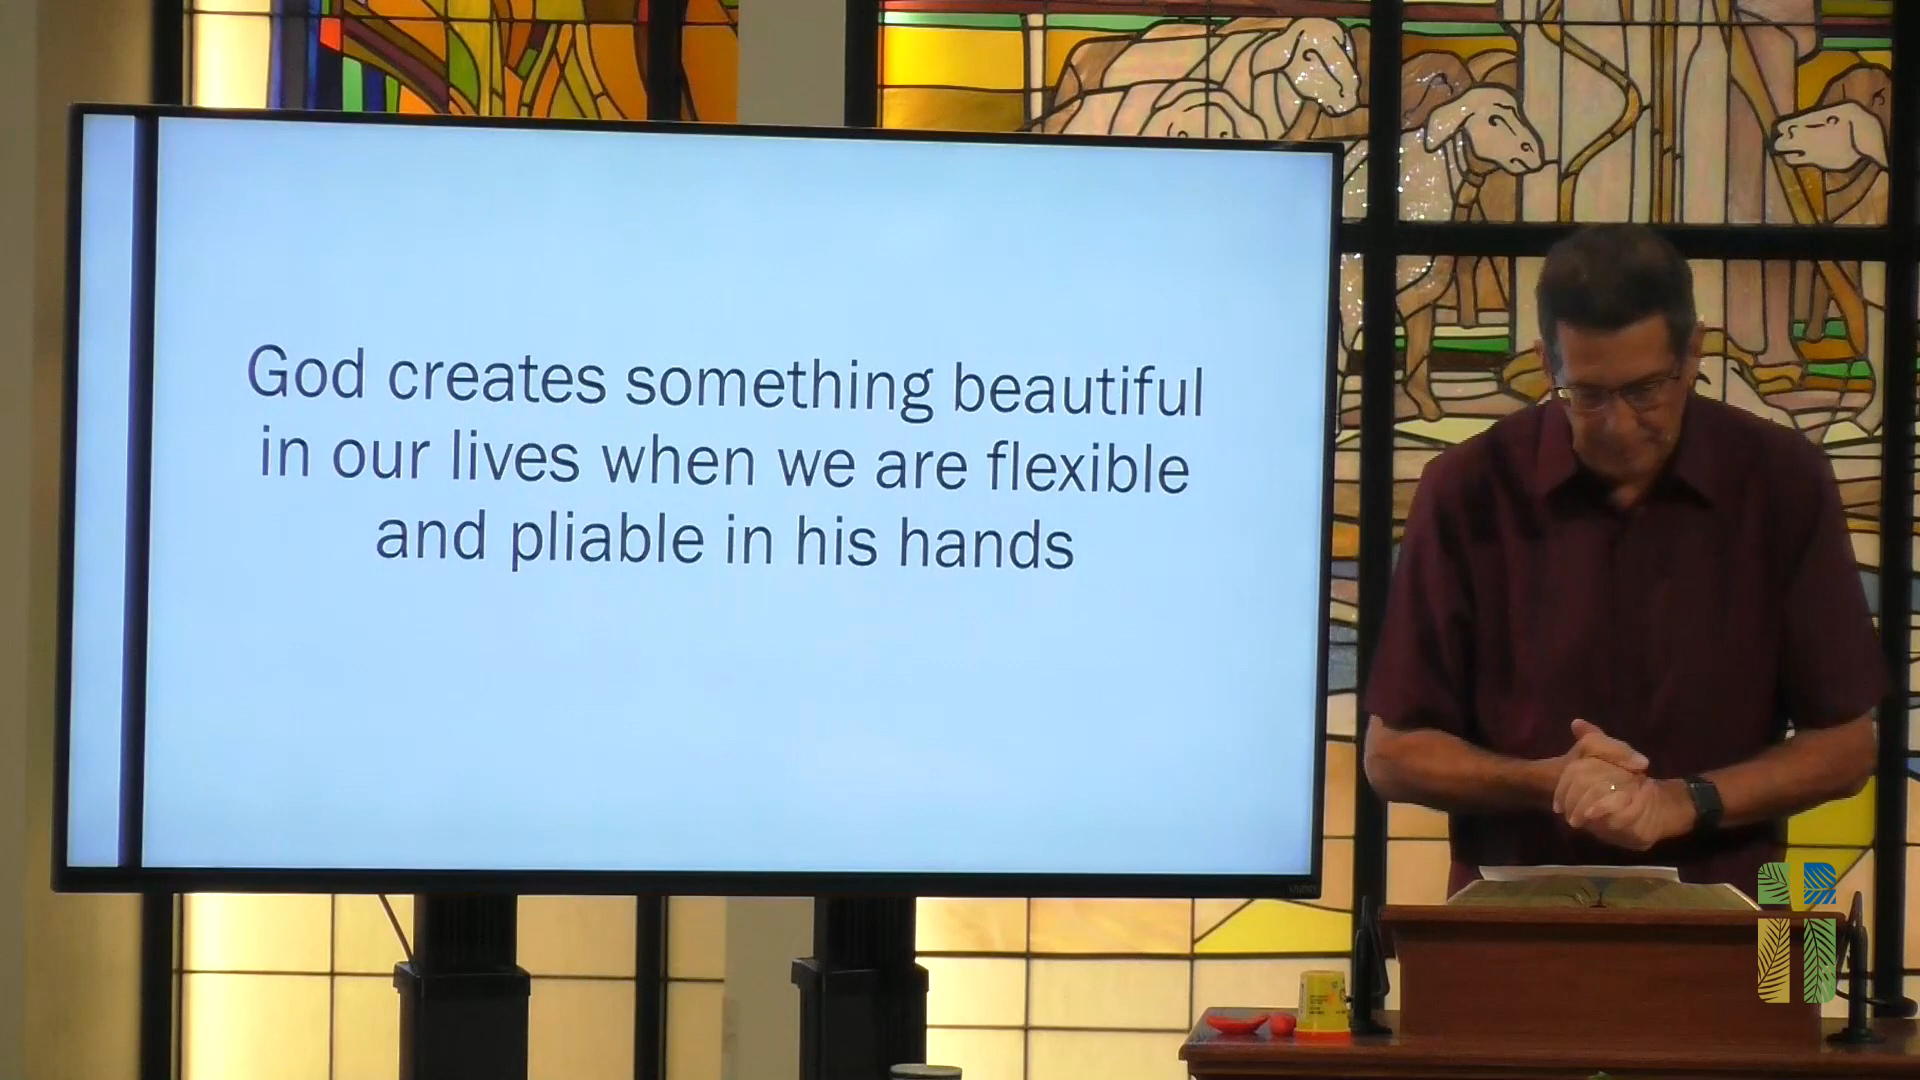 God creates something beautiful
in our lives when we are flexible
and pliable in his hands